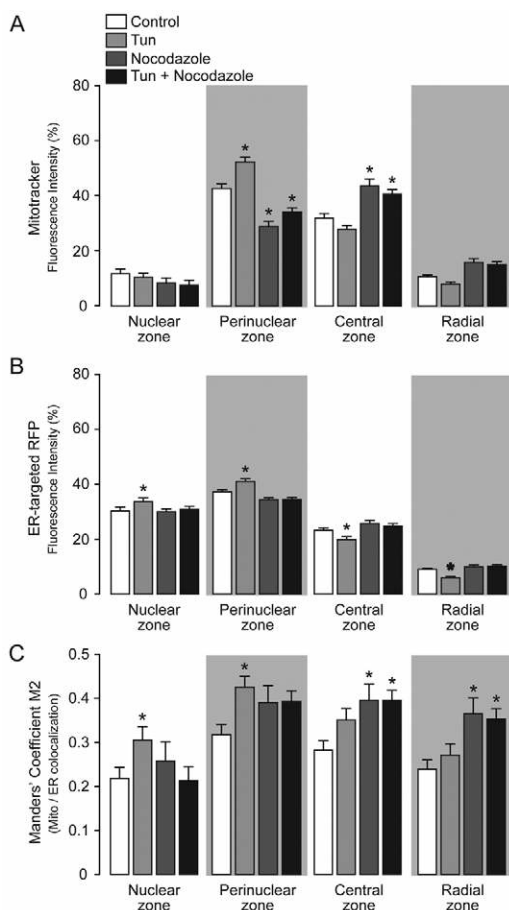 A
Control
Tun
Nocodazole
Tun + Nocodazole
Mitotracker
Fluorescence Intensity (%)
80
60
40
20
0
* * * * *
Nuclear zone
Perinuclear zone
Central zone
Radial zone
B
ER-targeted RFP
Fluorescence Intensity (%)
80
60
40
20
0
* * * *
Nuclear zone
Perinuclear zone
Central zone
Radial zone
C
Manders' Coefficient M2
(Mito / ER colocalization)
0.5
0.4
0.3
0.2
0.1
0
* * * * * *
Nuclear zone
Perinuclear zone
Central zone
Radial zone